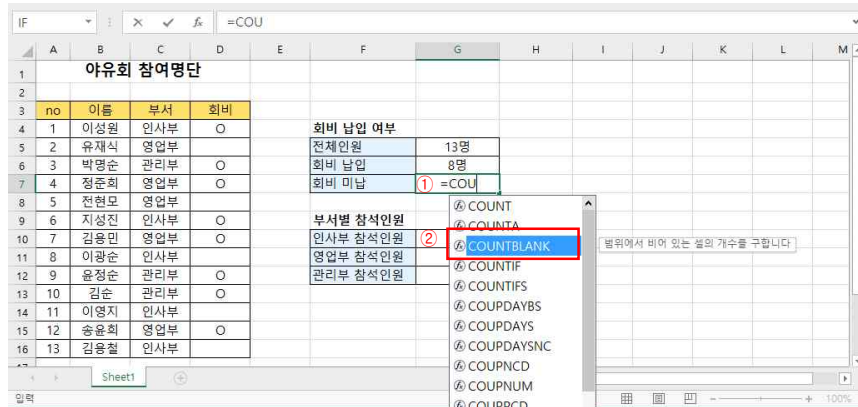 IF =COU
A B C D E F G H I J K L M
1 야유회 참여명단
2
3 no 이름 부서 회비
4 1 이성원 인사부 O 회비 납입 여부
5 2 유재식 영업부 전체인원 13명
6 3 박명순 관리부 O 회비 납입 8명
7 4 정준희 영업부 O 회비 미납 ① =COU
8 5 전현모 영업부 COUNT
9 6 지성진 인사부 O 부서별 참석인원 COUNTA
10 7 김용민 영업부 O 인사부 참석인원 ② COUNTBLANK 범위에서 비어 있는 셀의 개수를 구합니다
11 8 이광순 인사부 영업부 참석인원 COUNTIF
12 9 윤정순 관리부 O 관리부 참석인원 COUNTIFS
13 10 김순 관리부 O COUPDAYBS
14 11 이영지 인사부 COUPDAYS
15 12 송윤희 영업부 O COUPDAYSNC
16 13 김용철 인사부 COUPNCD
Sheet1 COUPNUM
입력 COUPPCD 100%